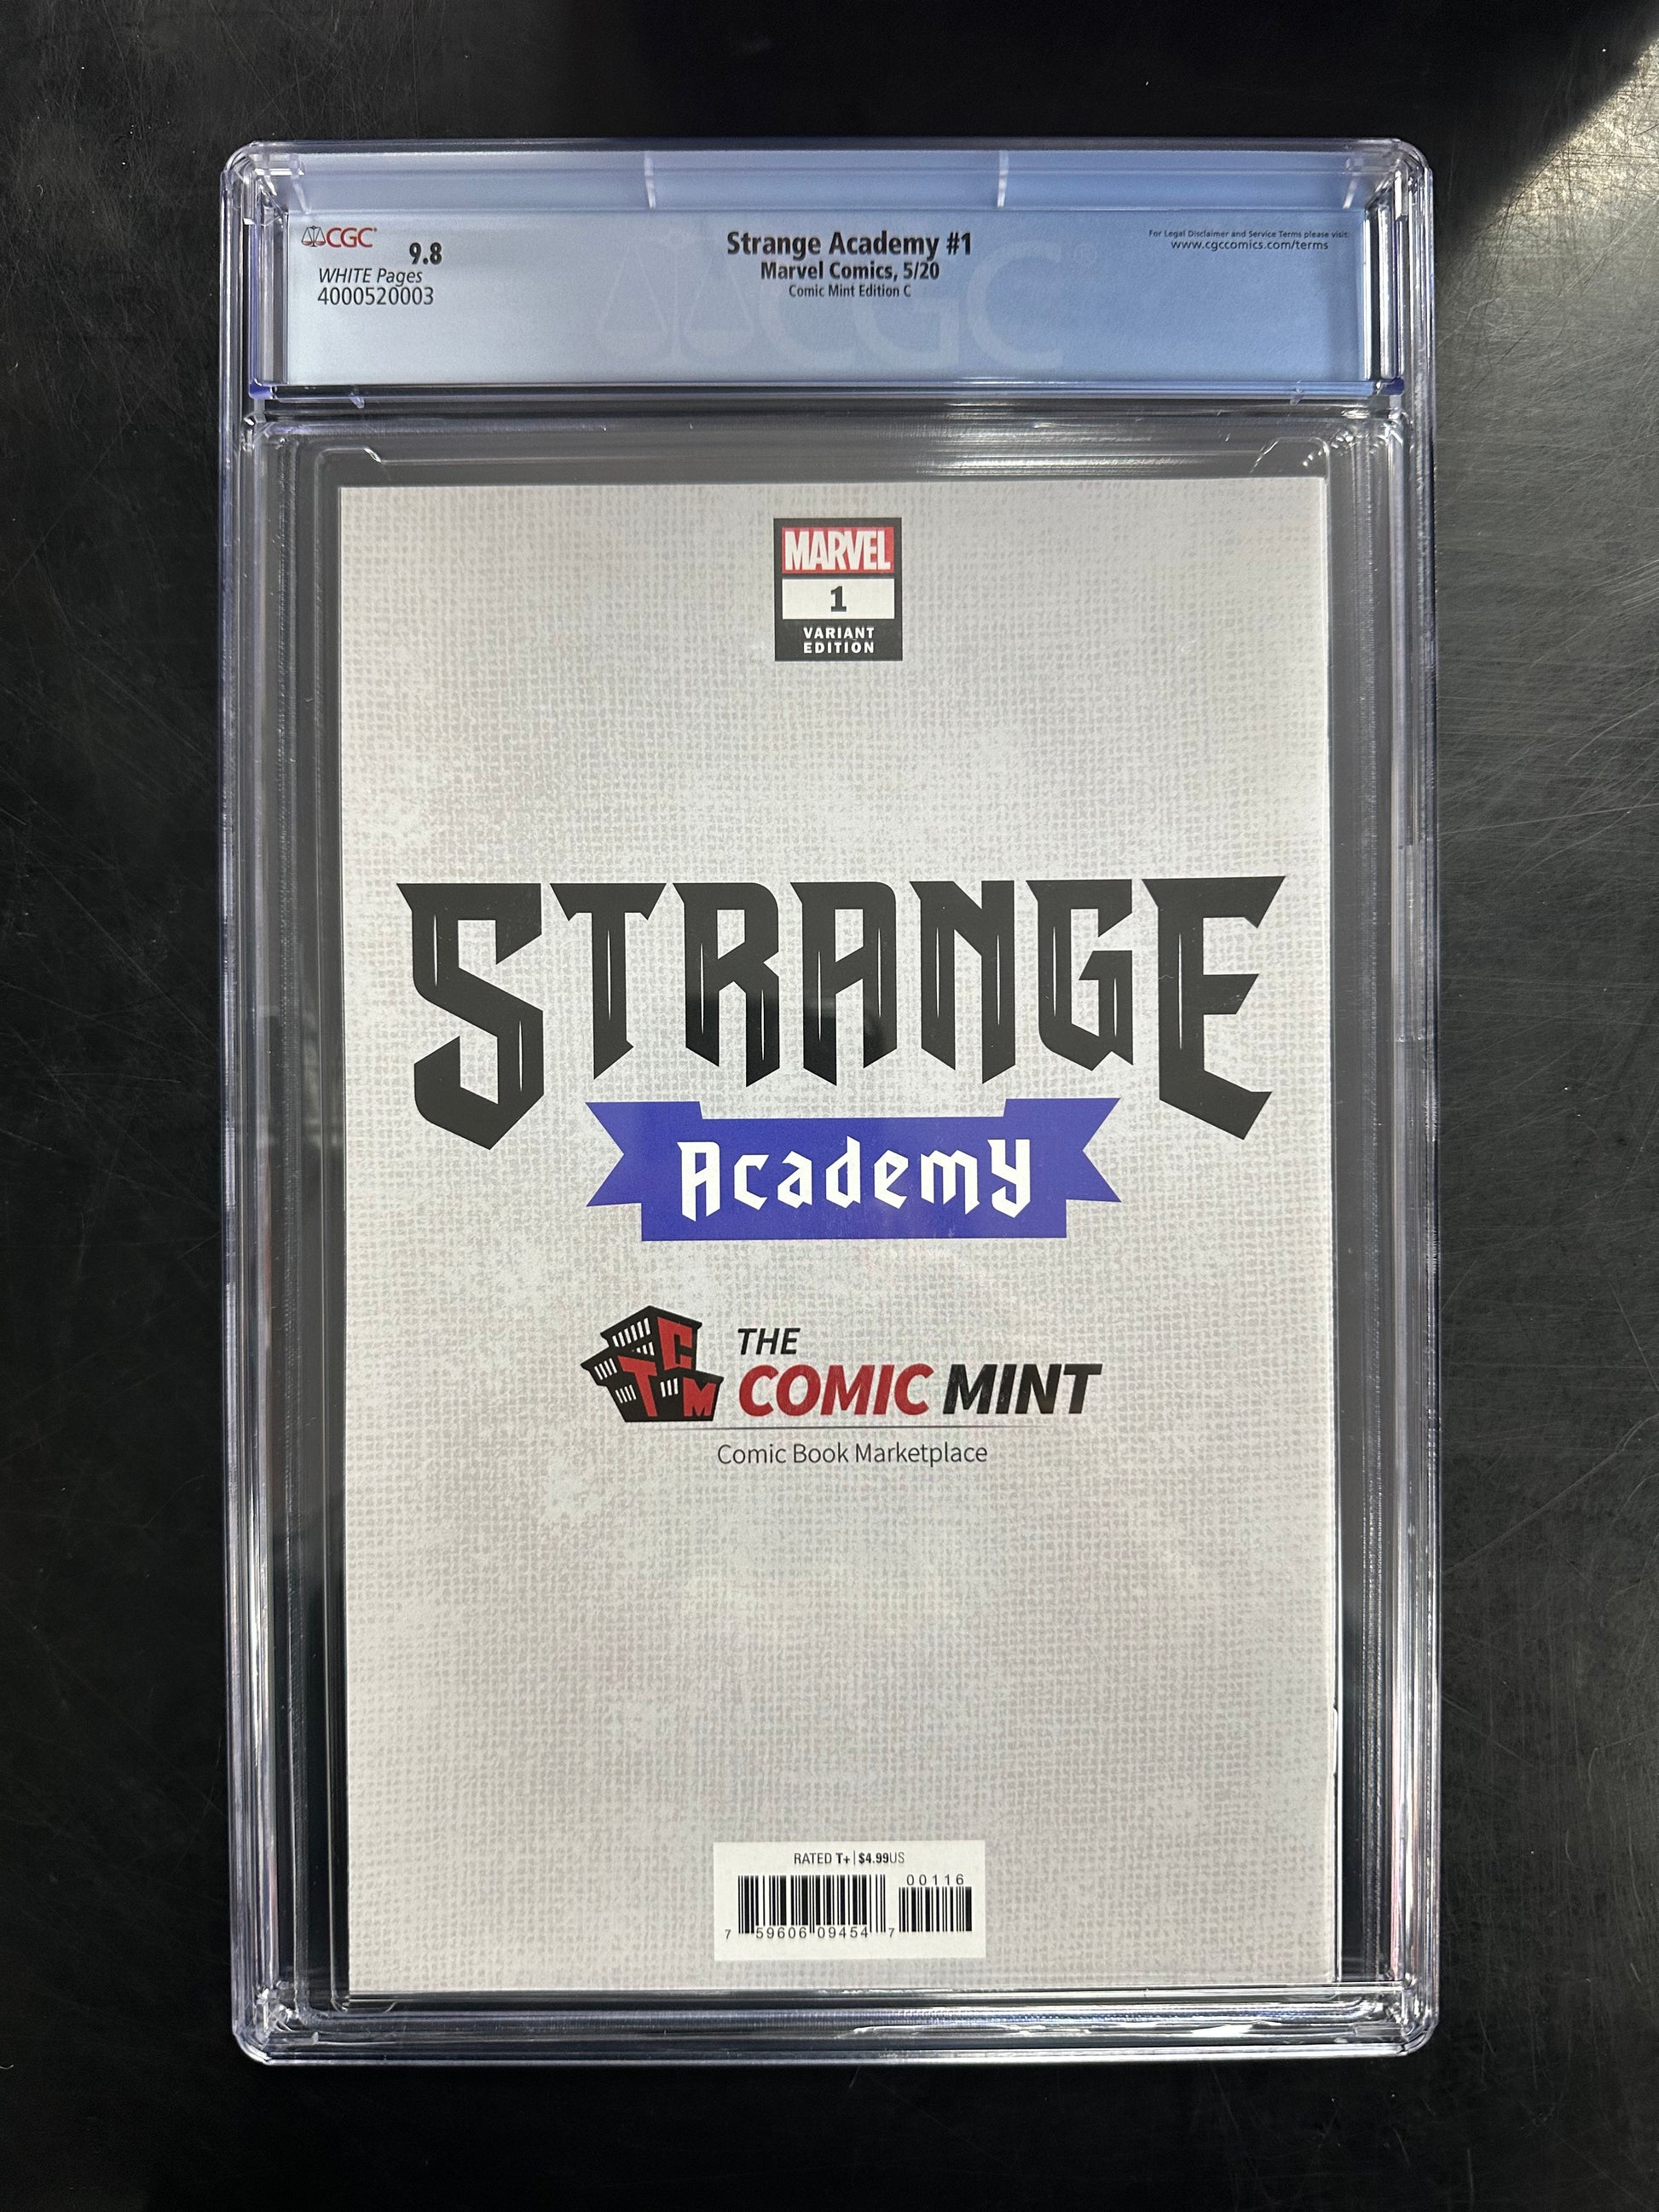 CGC
9.8
WHITE Pages
4000520003
Strange Academy #1
Marvel Comics, 5/20
Comic Mint Edition C
For Legal Disclaimer and Service Terms please visit:
www.cgccomics.com/terms
CGC
MARVEL
1
VARIANT
EDITION
STRANGE
Academy
TCM
THE
COMIC MINT
Comic Book Marketplace
RATED T+ | $4.99US
00116
7 59606 09454 7